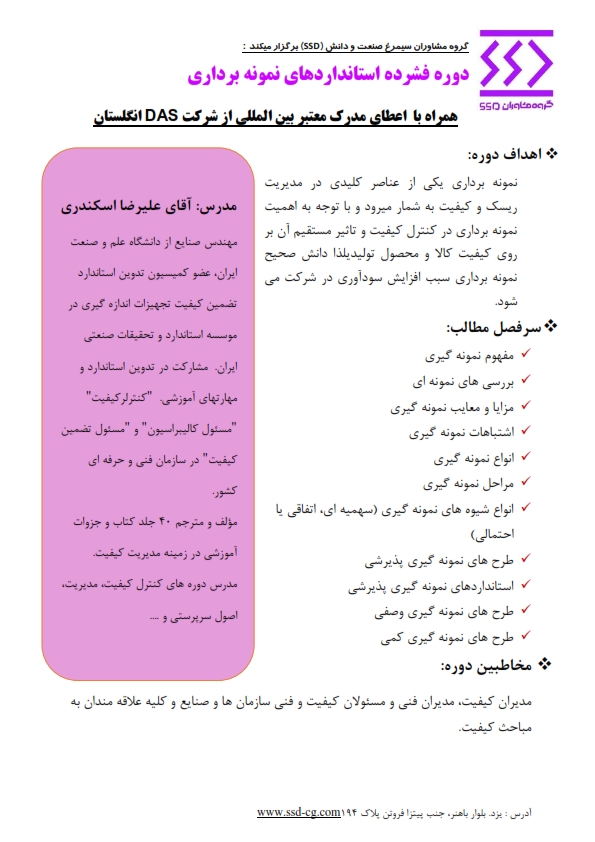 گروه مشاوران سیمرغ صنعت و دانش (SSD) برگزار میکند :
دوره فشرده استانداردهای نمونه برداری
همراه با اعطای مدرک معتبر بین المللی از شرکت DAS انگلستان
گروه مشاوران SSD
اهداف دوره:
نمونه برداری یکی از عناصر کلیدی در مدیریت
ریسک و کیفیت به شمار میرود و با توجه به اهمیت
نمونه برداری در کنترل کیفیت و تاثیر مستقیم آن بر
روی کیفیت کالا و محصول تولیدیلذا دانش صحیح
نمونه برداری سبب افزایش سودآوری در شرکت می
شود.
سرفصل مطالب:
مفهوم نمونه گیری
بررسی های نمونه ای
مزایا و معایب نمونه گیری
اشتباهات نمونه گیری
انواع نمونه گیری
مراحل نمونه گیری
انواع شیوه های نمونه گیری (سهمیه ای، اتفاقی یا
احتمالی)
طرح های نمونه گیری پذیرشی
استانداردهای نمونه گیری پذیرشی
طرح های نمونه گیری وصفی
طرح های نمونه گیری کمی
مدرس: آقای علیرضا اسکندری
مهندس صنایع از دانشگاه علم و صنعت
ایران، عضو کمیسیون تدوین استاندارد
تضمین کیفیت تجهیزات اندازه گیری در
موسسه استاندارد و تحقیقات صنعتی
ایران. مشارکت در تدوین استاندارد و
مهارتهای آموزشی. "کنترلرکیفیت"
"مسئول کالیبراسیون" و "مسئول تضمین
کیفیت" در سازمان فنی و حرفه ای
کشور.
مؤلف و مترجم ۴۰ جلد کتاب و جزوات
آموزشی در زمینه مدیریت کیفیت.
مدرس دوره های کنترل کیفیت، مدیریت،
اصول سرپرستی و ....
مخاطبین دوره:
مدیران کیفیت، مدیران فنی و مسئولان کیفیت و فنی سازمان ها و صنایع و کلیه علاقه مندان به
مباحث کیفیت.
آدرس : یزد. بلوار باهنر، جنب پیتزا فروتن پلاک ۱۹۴www.ssd-cg.com